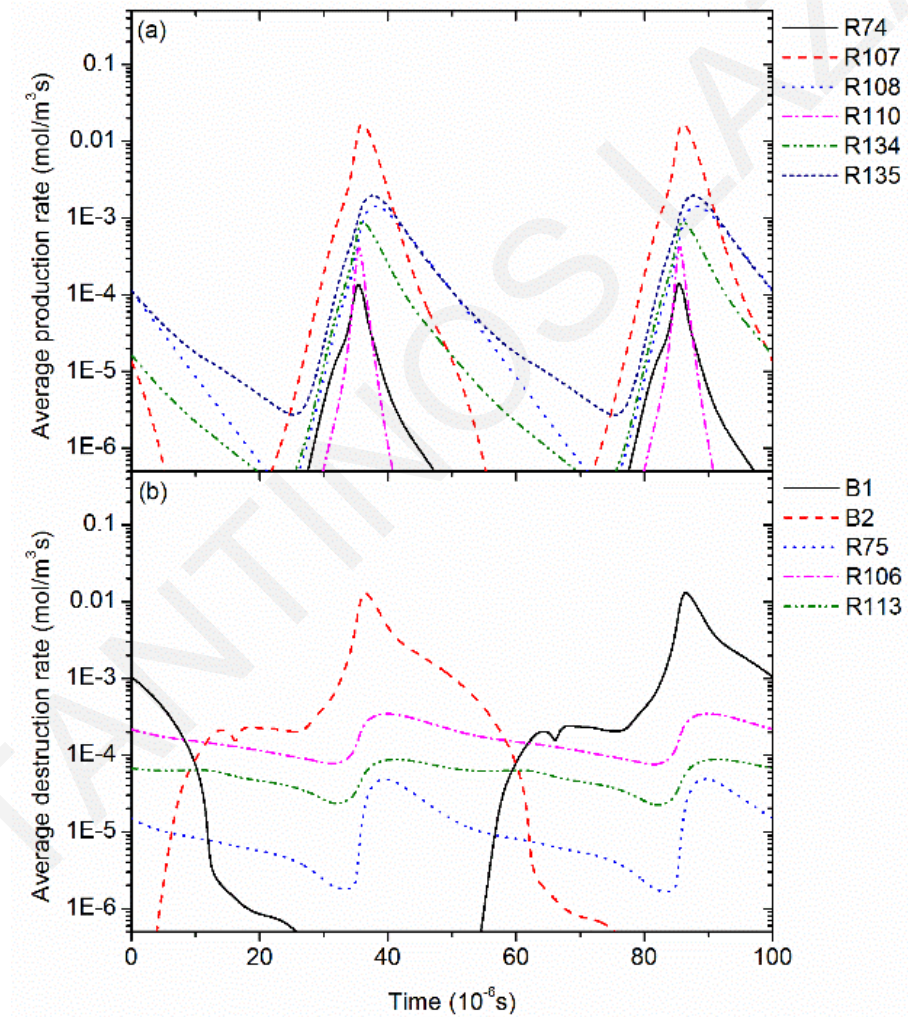 (a)
Average production rate (mol/m³s)
0.1
0.01
1E-3
1E-4
1E-5
1E-6
R74
R107
R108
R110
R134
R135
(b)
Average destruction rate (mol/m³s)
0.1
0.01
1E-3
1E-4
1E-5
1E-6
B1
B2
R75
R106
R113
0 20 40 60 80 100
Time (10⁻⁶s)
TANTINOS LAZ